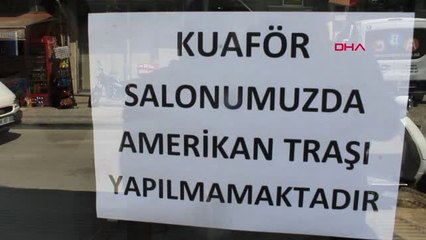 DHA
KUAFÖR
SALONUMUZDA
AMERİKAN TRAŞI
YAPILMAMAKTADIR